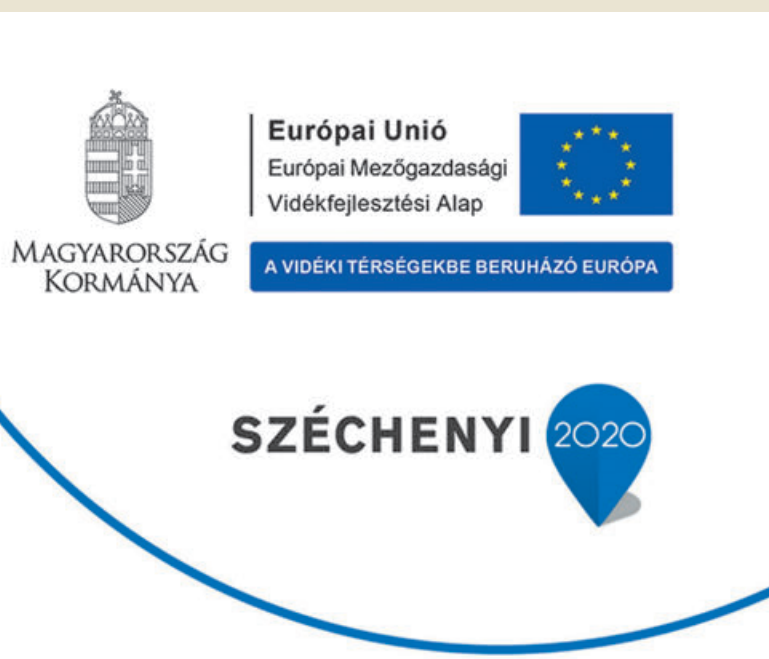 MAGYARORSZÁG
KORMÁNYA
Európai Unió
Európai Mezőgazdasági
Vidékfejlesztési Alap
A VIDÉKI TÉRSÉGEKBE BERUHÁZÓ EURÓPA
SZÉCHENYI 2020